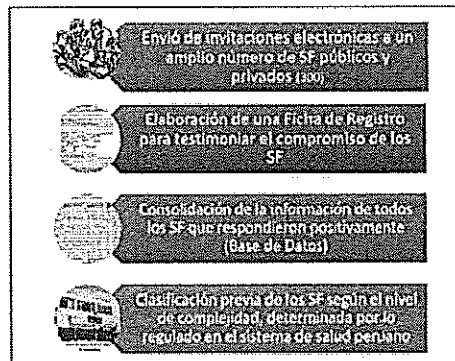 Envió de invitaciones electrónicas a un
amplio número de SF públicos y
privados (300)
Elaboración de una Ficha de Registro
para testimoniar el compromiso de los
SF
Consolidación de la información de todos
los SF que respondieron positivamente
(Base de Datos)
Clasificación previa de los SF según el nivel
de complejidad, determinada por lo
regulado en el sistema de salud peruano